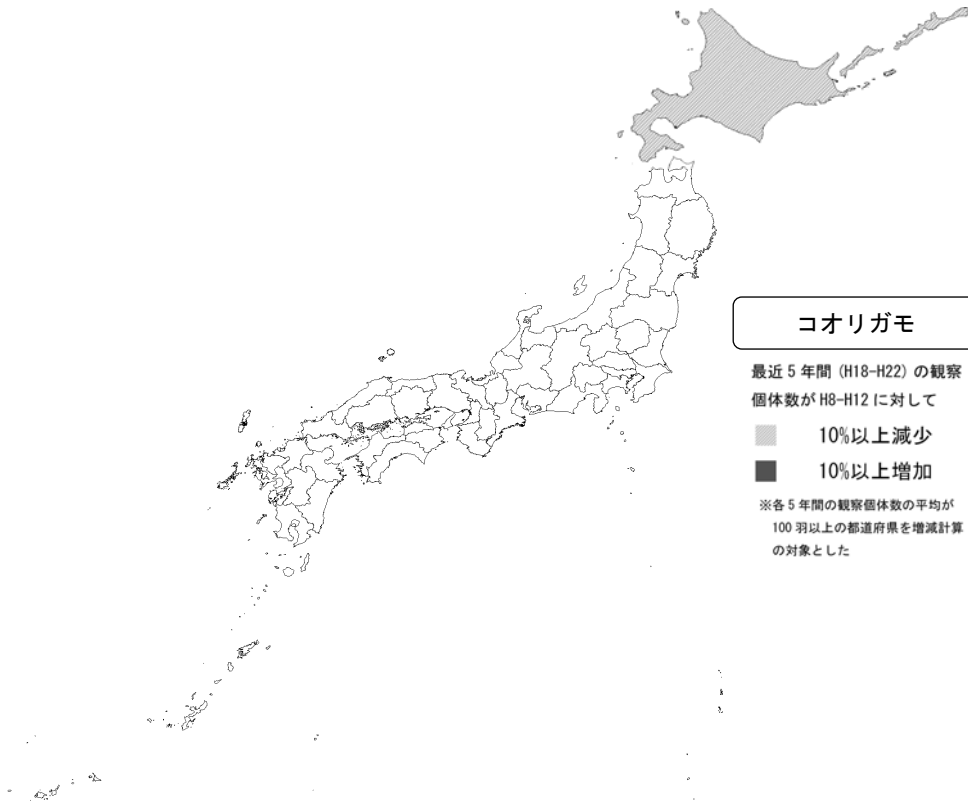 コオリガモ
最近5年間(H18-H22)の観察
個体数がH8-H12に対して
10%以上減少
10%以上増加
※各5年間の観察個体数の平均が
100羽以上の都道府県を増減計算
の対象とした